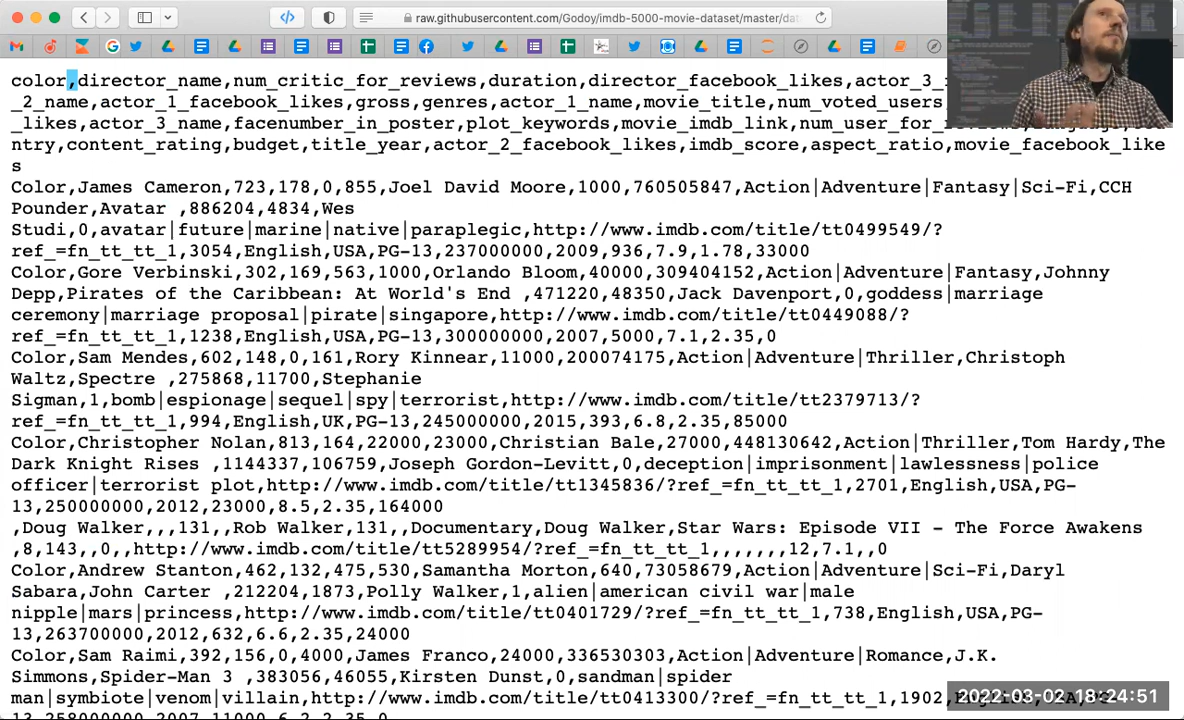 raw.githubusercontent.com/Godoy/imdb-5000-movie-dataset/master/da
color,director_name,num_critic_for_reviews,duration,director_facebook_likes,actor_3_
_2_name,actor_1_facebook_likes,gross,genres,actor_1_name,movie_title,num_voted_users,
_likes,actor_3_name,facenumber_in_poster,plot_keywords,movie_imdb_link,num_user_for_reviews,language,cou
ntry,content_rating,budget,title_year,actor_2_facebook_likes,imdb_score,aspect_ratio,movie_facebook_like
s
Color,James Cameron,723,178,0,855,Joel David Moore,1000,760505847,Action|Adventure|Fantasy|Sci-Fi,CCH
Pounder,Avatar ,886204,4834,Wes
Studi,0,avatar|future|marine|native|paraplegic,http://www.imdb.com/title/tt0499549/?
ref_=fn_tt_tt_1,3054,English,USA,PG-13,237000000,2009,936,7.9,1.78,33000
Color,Gore Verbinski,302,169,563,1000,Orlando Bloom,40000,309404152,Action|Adventure|Fantasy,Johnny
Depp,Pirates of the Caribbean: At World's End ,471220,48350,Jack Davenport,0,goddess|marriage
ceremony|marriage proposal|pirate|singapore,http://www.imdb.com/title/tt0449088/?
ref_=fn_tt_tt_1,1238,English,USA,PG-13,300000000,2007,5000,7.1,2.35,0
Color,Sam Mendes,602,148,0,161,Rory Kinnear,11000,200074175,Action|Adventure|Thriller,Christoph
Waltz,Spectre ,275868,11700,Stephanie
Sigman,1,bomb|espionage|sequel|spy|terrorist,http://www.imdb.com/title/tt2379713/?
ref_=fn_tt_tt_1,994,English,UK,PG-13,245000000,2015,393,6.8,2.35,85000
Color,Christopher Nolan,813,164,22000,23000,Christian Bale,27000,448130642,Action|Thriller,Tom Hardy,The
Dark Knight Rises ,1144337,106759,Joseph Gordon-Levitt,0,deception|imprisonment|lawlessness|police
officer|terrorist plot,http://www.imdb.com/title/tt1345836/?ref_=fn_tt_tt_1,2701,English,USA,PG-
13,250000000,2012,23000,8.5,2.35,164000
,Doug Walker,,,131,,Rob Walker,131,,Documentary,Doug Walker,Star Wars: Episode VII - The Force Awakens
,8,143,,0,,http://www.imdb.com/title/tt5289954/?ref_=fn_tt_tt_1,,,,,,,12,7.1,,0
Color,Andrew Stanton,462,132,475,530,Samantha Morton,640,73058679,Action|Adventure|Sci-Fi,Daryl
Sabara,John Carter ,212204,1873,Polly Walker,1,alien|american civil war|male
nipple|mars|princess,http://www.imdb.com/title/tt0401729/?ref_=fn_tt_tt_1,738,English,USA,PG-
13,263700000,2012,632,6.6,2.35,24000
Color,Sam Raimi,392,156,0,4000,James Franco,24000,336530303,Action|Adventure|Romance,J.K.
Simmons,Spider-Man 3 ,383056,46055,Kirsten Dunst,0,sandman|spider
man|symbiote|venom|villain,http://www.imdb.com/title/tt0413300/?ref_=fn_tt_tt_1,1902,
2022-03-02 18:24:51
13,258000000,2007,11000,6.2,2.35,0